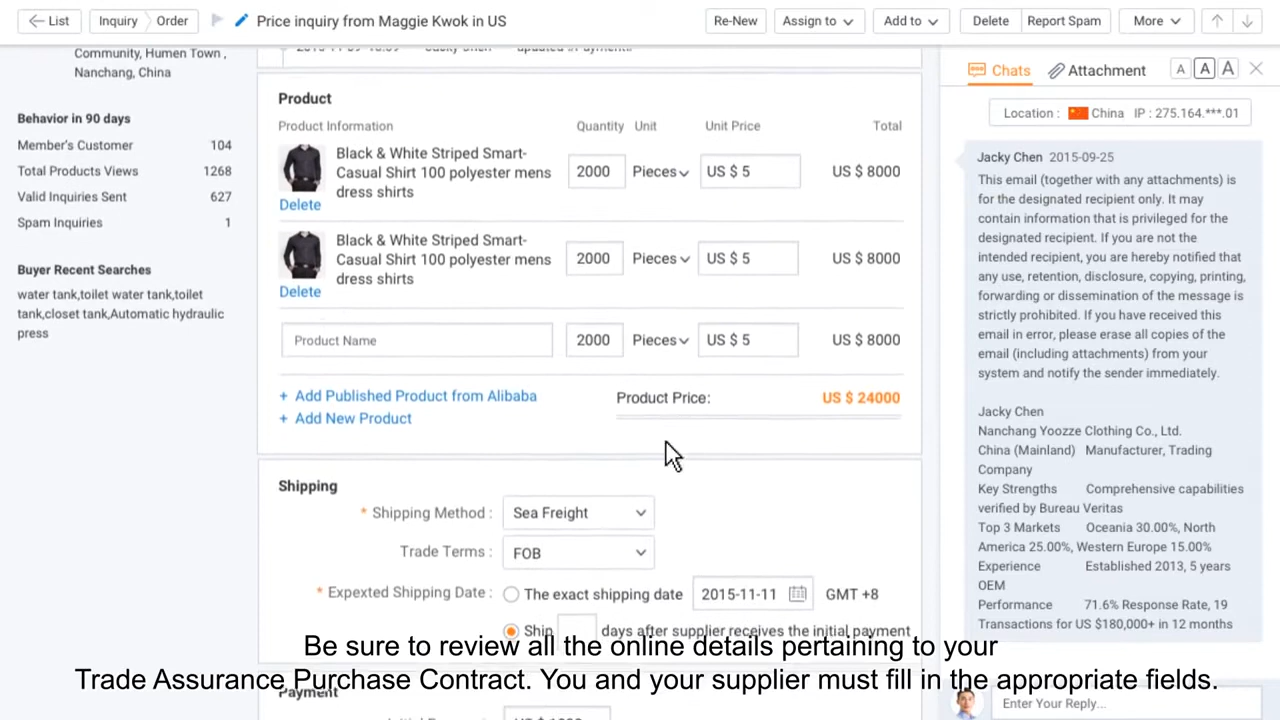 List
Inquiry
Order
Price inquiry from Maggie Kwok in US
Re-New
Assign to
Add to
Delete
Report Spam
More
Community, Humen Town ,
Nanchang, China
Behavior in 90 days
Member's Customer 104
Total Products Views 1268
Valid Inquiries Sent 627
Spam Inquiries 1
Buyer Recent Searches
water tank,toilet water tank,toilet
tank,closet tank,Automatic hydraulic
press
Product
Product Information Quantity Unit Unit Price Total
Black & White Striped Smart-
Casual Shirt 100 polyester mens
dress shirts
Delete
2000 Pieces US $ 5 US $ 8000
Black & White Striped Smart-
Casual Shirt 100 polyester mens
dress shirts
Delete
2000 Pieces US $ 5 US $ 8000
Product Name 2000 Pieces US $ 5 US $ 8000
+ Add Published Product from Alibaba
+ Add New Product
Product Price: US $ 24000
Shipping
* Shipping Method : Sea Freight
Trade Terms : FOB
* Expexted Shipping Date : The exact shipping date 2015-11-11 GMT +8
Ship days after supplier receives the initial payment
Payment
Chats
Attachment
A A A
Location : China IP : 275.164.***.01
Jacky Chen 2015-09-25
This email (together with any attachments) is
for the designated recipient only. It may
contain information that is privileged for the
designated recipient. If you are not the
intended recipient, you are hereby notified that
any use, retention, disclosure, copying, printing,
forwarding or dissemination of the message is
strictly prohibited. If you have received this
email in error, please erase all copies of the
email (including attachments) from your
system and notify the sender immediately.
Jacky Chen
Nanchang Yoozze Clothing Co., Ltd.
China (Mainland) Manufacturer, Trading
Company
Key Strengths Comprehensive capabilities
verified by Bureau Veritas
Top 3 Markets Oceania 30.00%, North
America 25.00%, Western Europe 15.00%
Experience Established 2013, 5 years
OEM
Performance 71.6% Response Rate, 19
Transactions for US $180,000+ in 12 months
Enter Your Reply...
Be sure to review all the online details pertaining to your
Trade Assurance Purchase Contract. You and your supplier must fill in the appropriate fields.